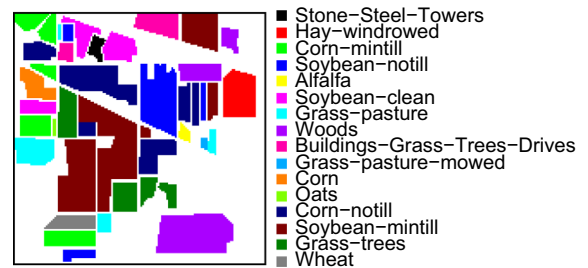 Stone-Steel-Towers
Hay-windrowed
Corn-mintill
Soybean-notill
Alfalfa
Soybean-clean
Grass-pasture
Woods
Buildings-Grass-Trees-Drives
Grass-pasture-mowed
Corn
Oats
Corn-notill
Soybean-mintill
Grass-trees
Wheat